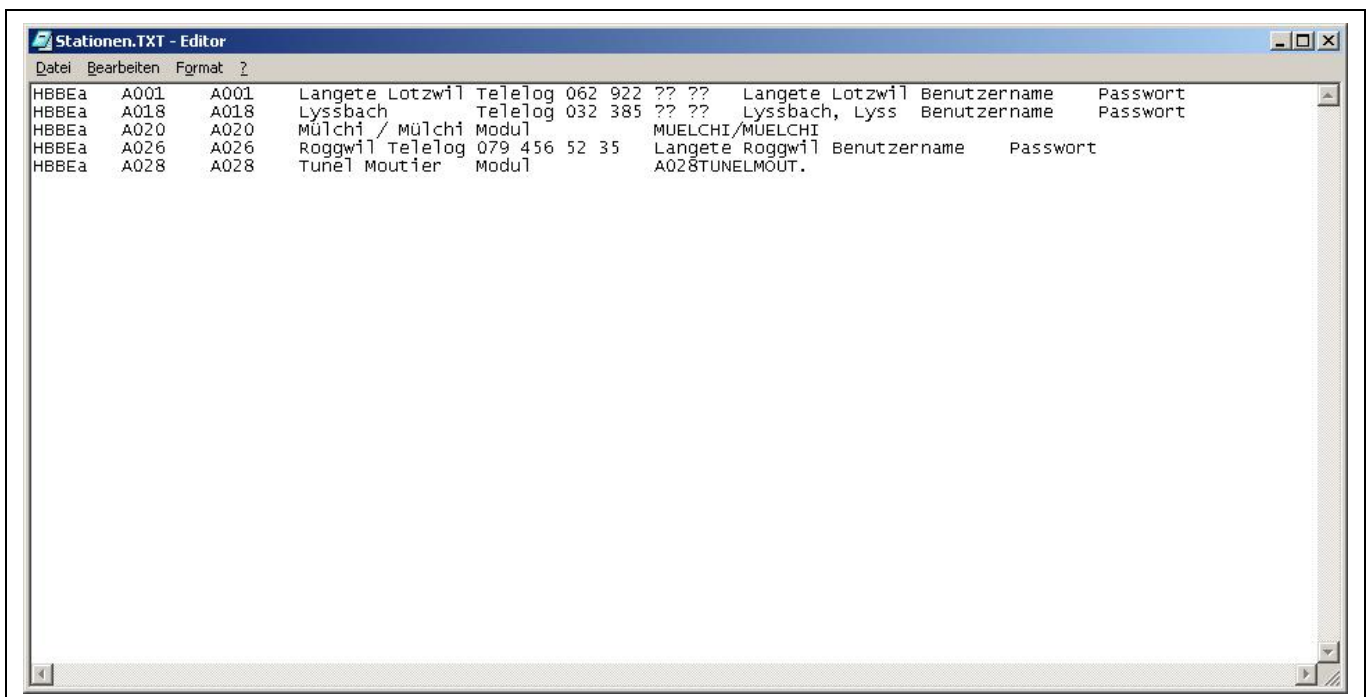 Stationen.TXT - Editor
Datei Bearbeiten Format ?
HBBEa A001 A001 Langete Lotzwil Telelog 062 922 ?? ?? Langete Lotzwil Benutzername Passwort
HBBEa A018 A018 Lyssbach Telelog 032 385 ?? ?? Lyssbach, Lyss Benutzername Passwort
HBBEa A020 A020 Mülchi / Mülchi Modul MUELCHI/MUELCHI
HBBEa A026 A026 Roggwil Telelog 079 456 52 35 Langete Roggwil Benutzername Passwort
HBBEa A028 A028 Tunel Moutier Modul A028TUNELMOUT.